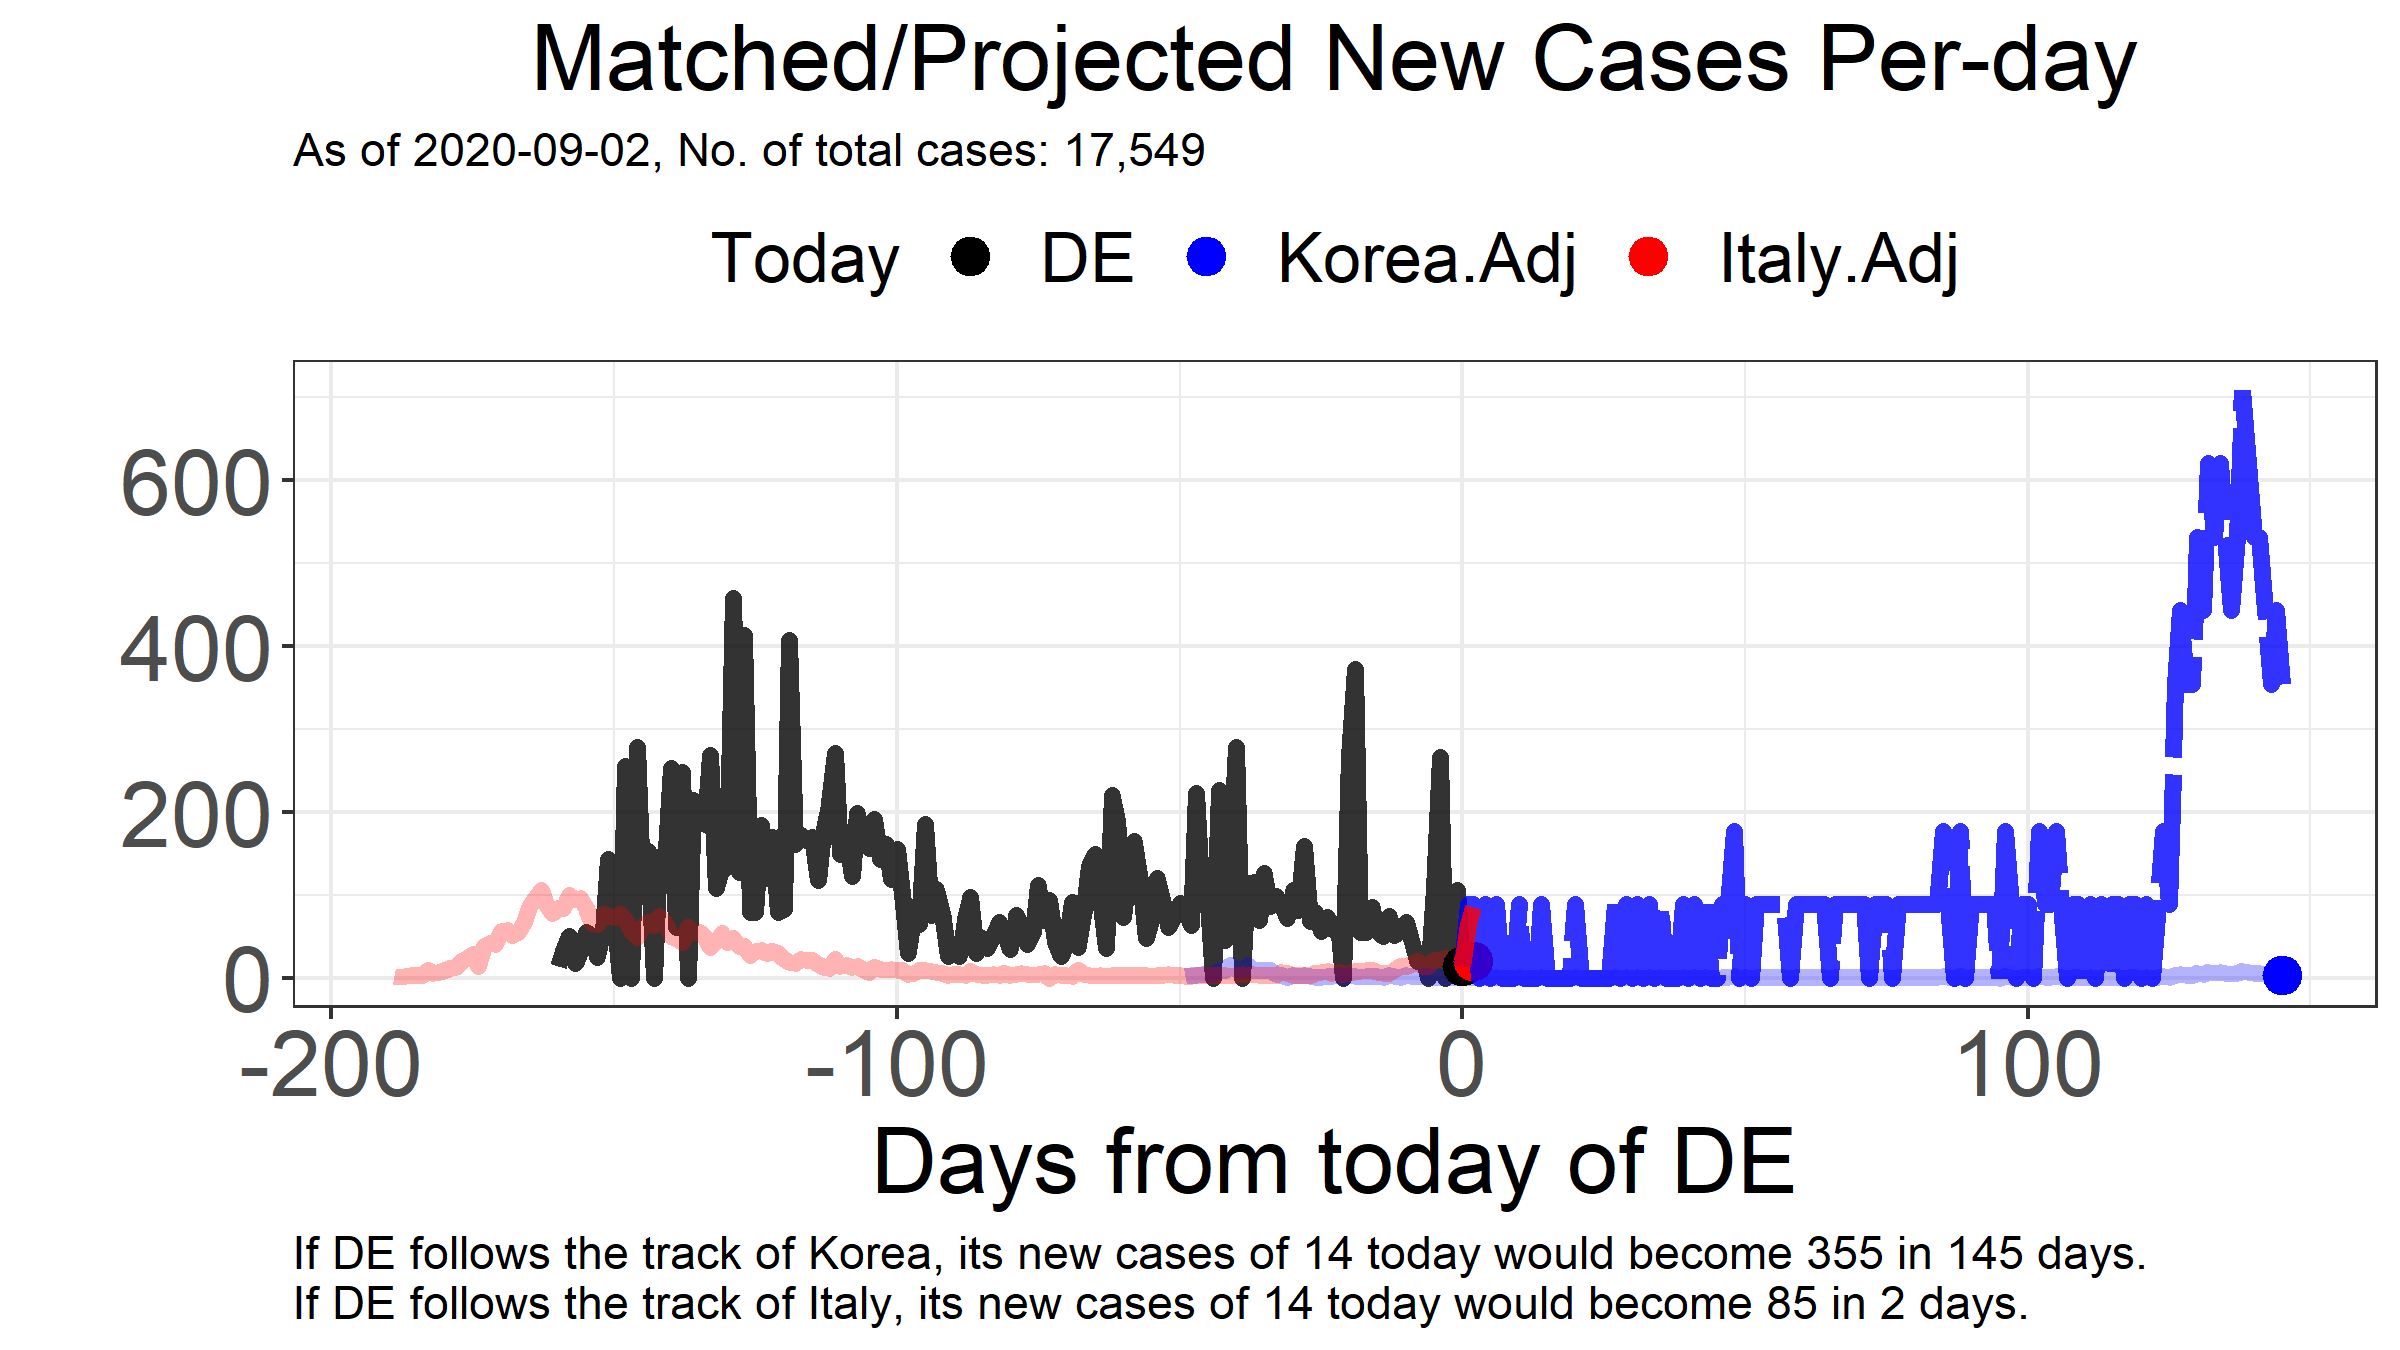 Matched/Projected New Cases Per-day
As of 2020-09-02, No. of total cases: 17,549
Today DE Korea.Adj Italy.Adj
600
400
200
0
-200 -100 0 100
Days from today of DE
If DE follows the track of Korea, its new cases of 14 today would become 355 in 145 days.
If DE follows the track of Italy, its new cases of 14 today would become 85 in 2 days.